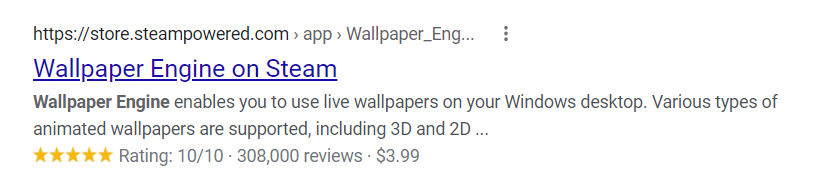 https://store.steampowered.com › app › Wallpaper_Eng...
Wallpaper Engine on Steam
Wallpaper Engine enables you to use live wallpapers on your Windows desktop. Various types of
animated wallpapers are supported, including 3D and 2D ...
Rating: 10/10 · 308,000 reviews · $3.99